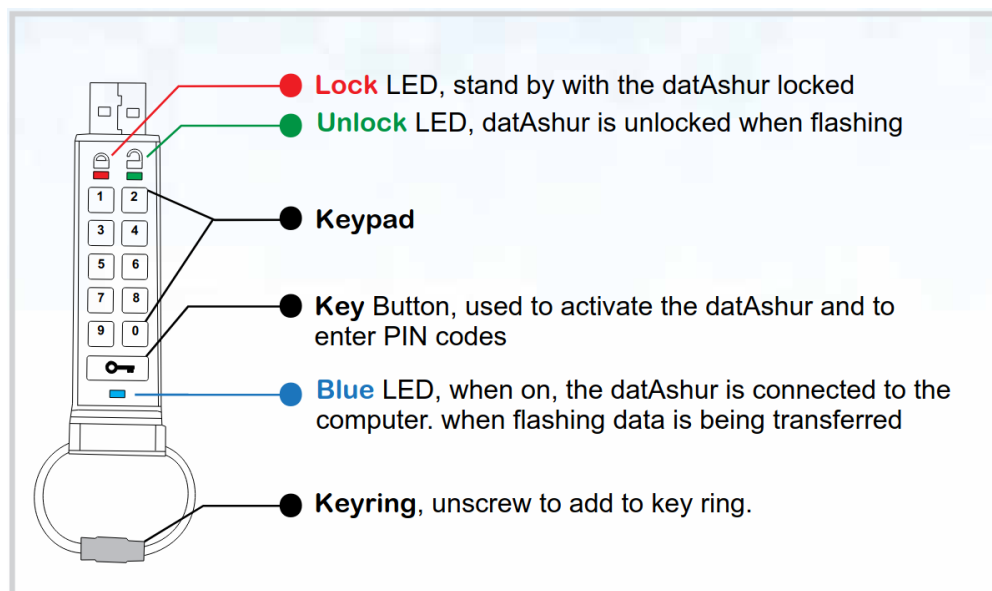 Lock LED, stand by with the datAshur locked
Unlock LED, datAshur is unlocked when flashing
1 2
3 4
5 6
7 8
9 0
Keypad
Key Button, used to activate the datAshur and to
enter PIN codes
Blue LED, when on, the datAshur is connected to the
computer. when flashing data is being transferred
Keyring, unscrew to add to key ring.